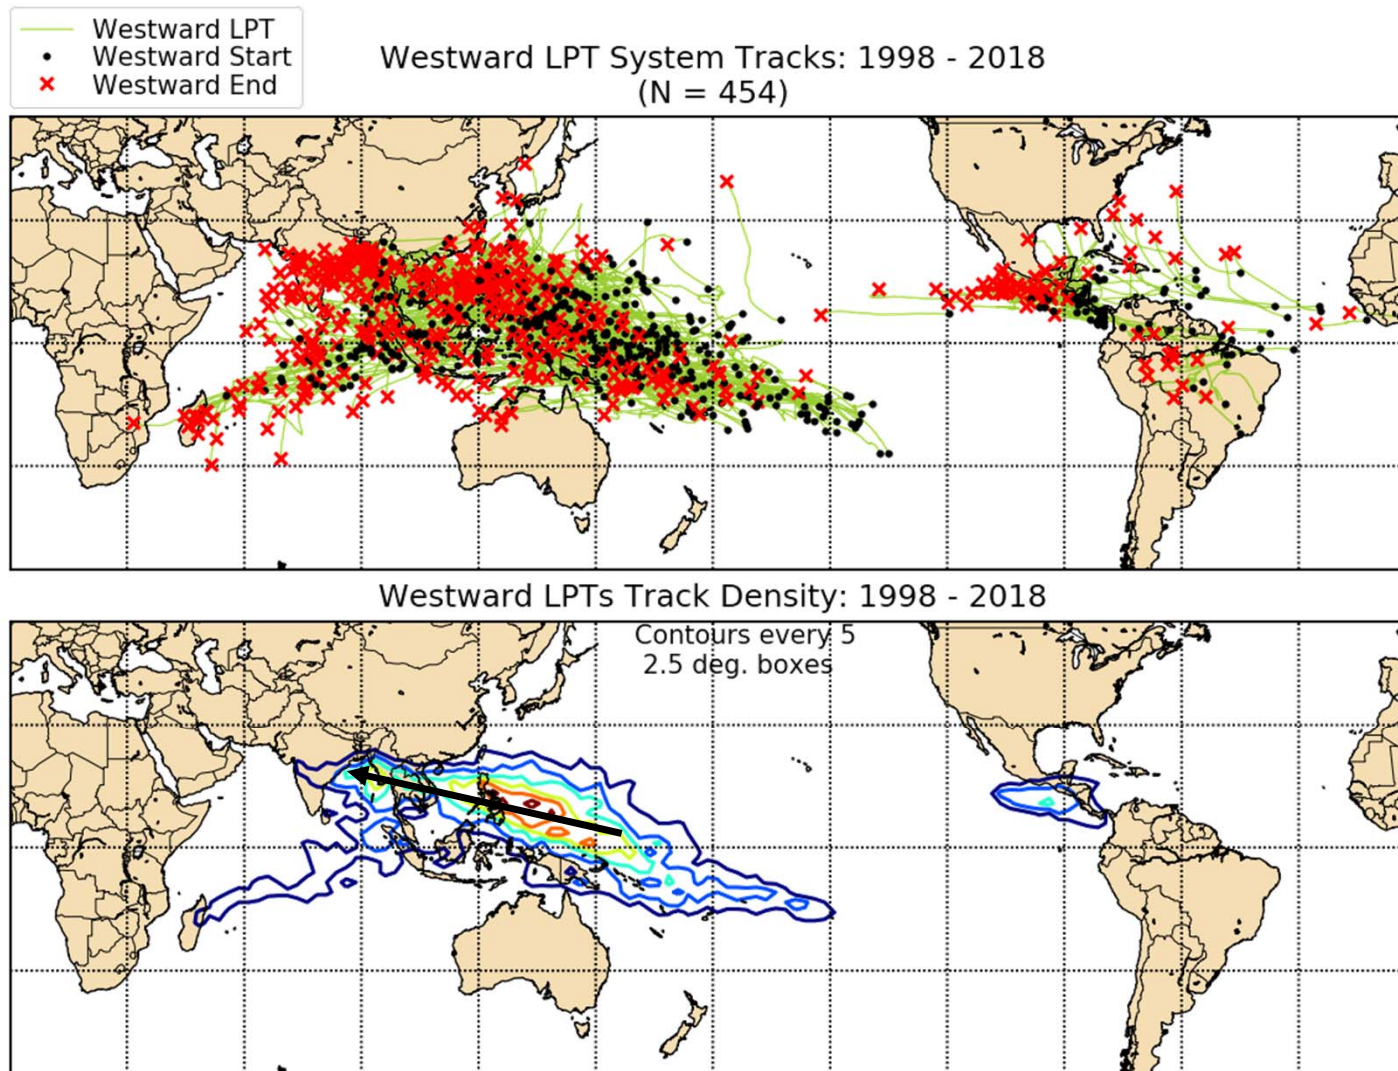 Westward LPT
Westward Start
Westward End
Westward LPT System Tracks: 1998 - 2018
(N = 454)
Westward LPTs Track Density: 1998 - 2018
Contours every 5
2.5 deg. boxes